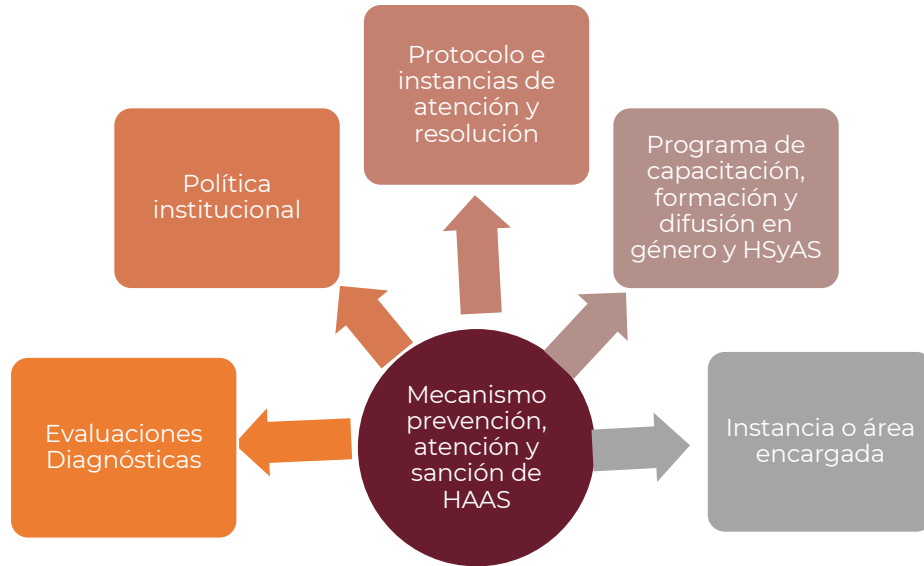 Protocolo e
instancias de
atención y
resolución
Política
institucional
Programa de
capacitación,
formación y
difusión en
género y HSyAS
Evaluaciones
Diagnósticas
Mecanismo
prevención,
atención y
sanción de
HAAS
Instancia o área
encargada